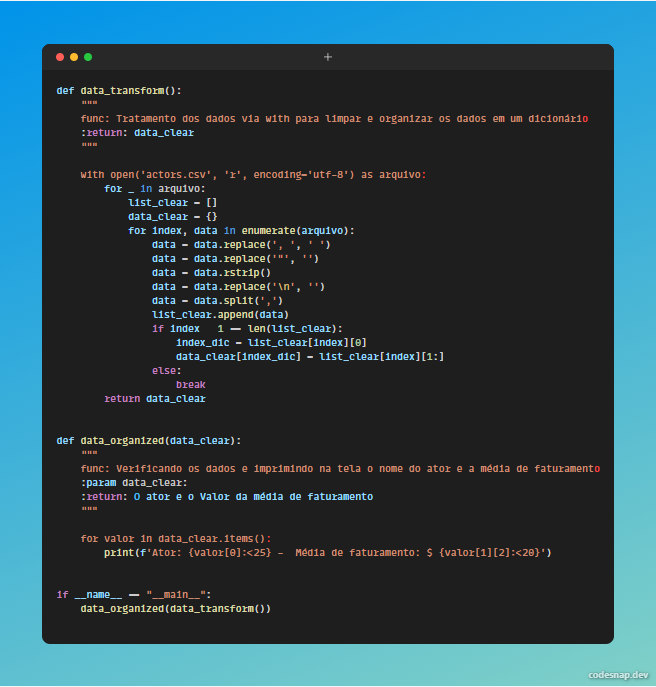 def data_transform():
    """
    func: Tratamento dos dados via with para limpar e organizar os dados em um dicionário
    :return: data_clear
    """
    with open('actors.csv', 'r', encoding='utf-8') as arquivo:
        for _ in arquivo:
            list_clear = []
            data_clear = {}
            for index, data in enumerate(arquivo):
                data = data.replace(', ', ' ')
                data = data.replace('"', '')
                data = data.rstrip()
                data = data.replace('\n', '')
                data = data.split(',')
                list_clear.append(data)
                if index   1 == len(list_clear):
                    index_dic = list_clear[index][0]
                    data_clear[index_dic] = list_clear[index][1:]
                else:
                    break
        return data_clear
def data_organized(data_clear):
    """
    func: Verificando os dados e imprimindo na tela o nome do ator e a média de faturamento
    :param data_clear:
    :return: O ator e o Valor da média de faturamento
    """
    for valor in data_clear.items():
        print(f'Ator: {valor[0]:<25} -  Média de faturamento: $ {valor[1][2]:<20}')
if __name__ == "__main__":
    data_organized(data_transform())
codesnap.dev